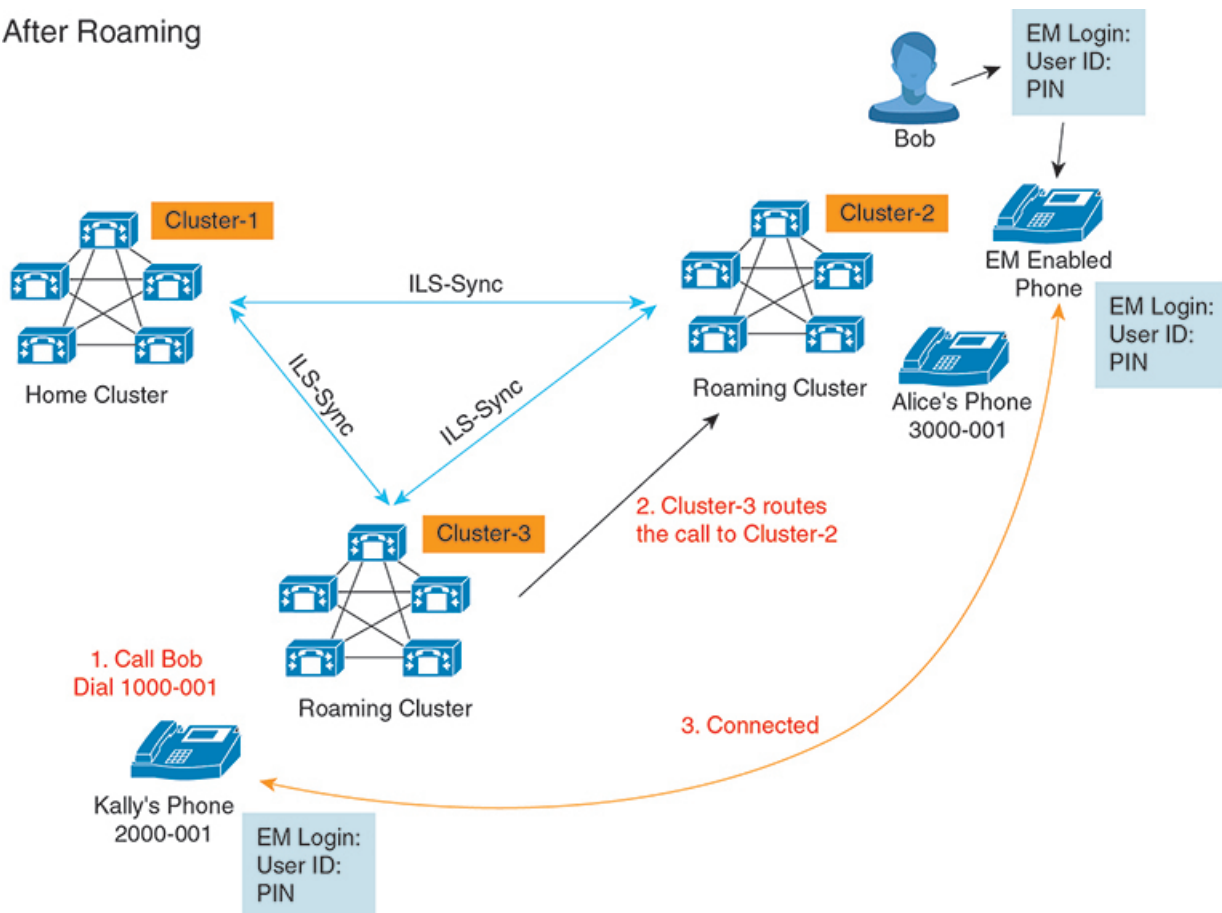 After Roaming
EM Login:
User ID:
PIN
Bob
Cluster-1
Cluster-2
EM Enabled
Phone
ILS-Sync
EM Login:
User ID:
PIN
Home Cluster
Roaming Cluster
Alice's Phone
3000-001
ILS-Sync
ILS-Sync
2. Cluster-3 routes
the call to Cluster-2
Cluster-3
1. Call Bob
Dial 1000-001
Roaming Cluster
3. Connected
Kally's Phone
2000-001
EM Login:
User ID:
PIN